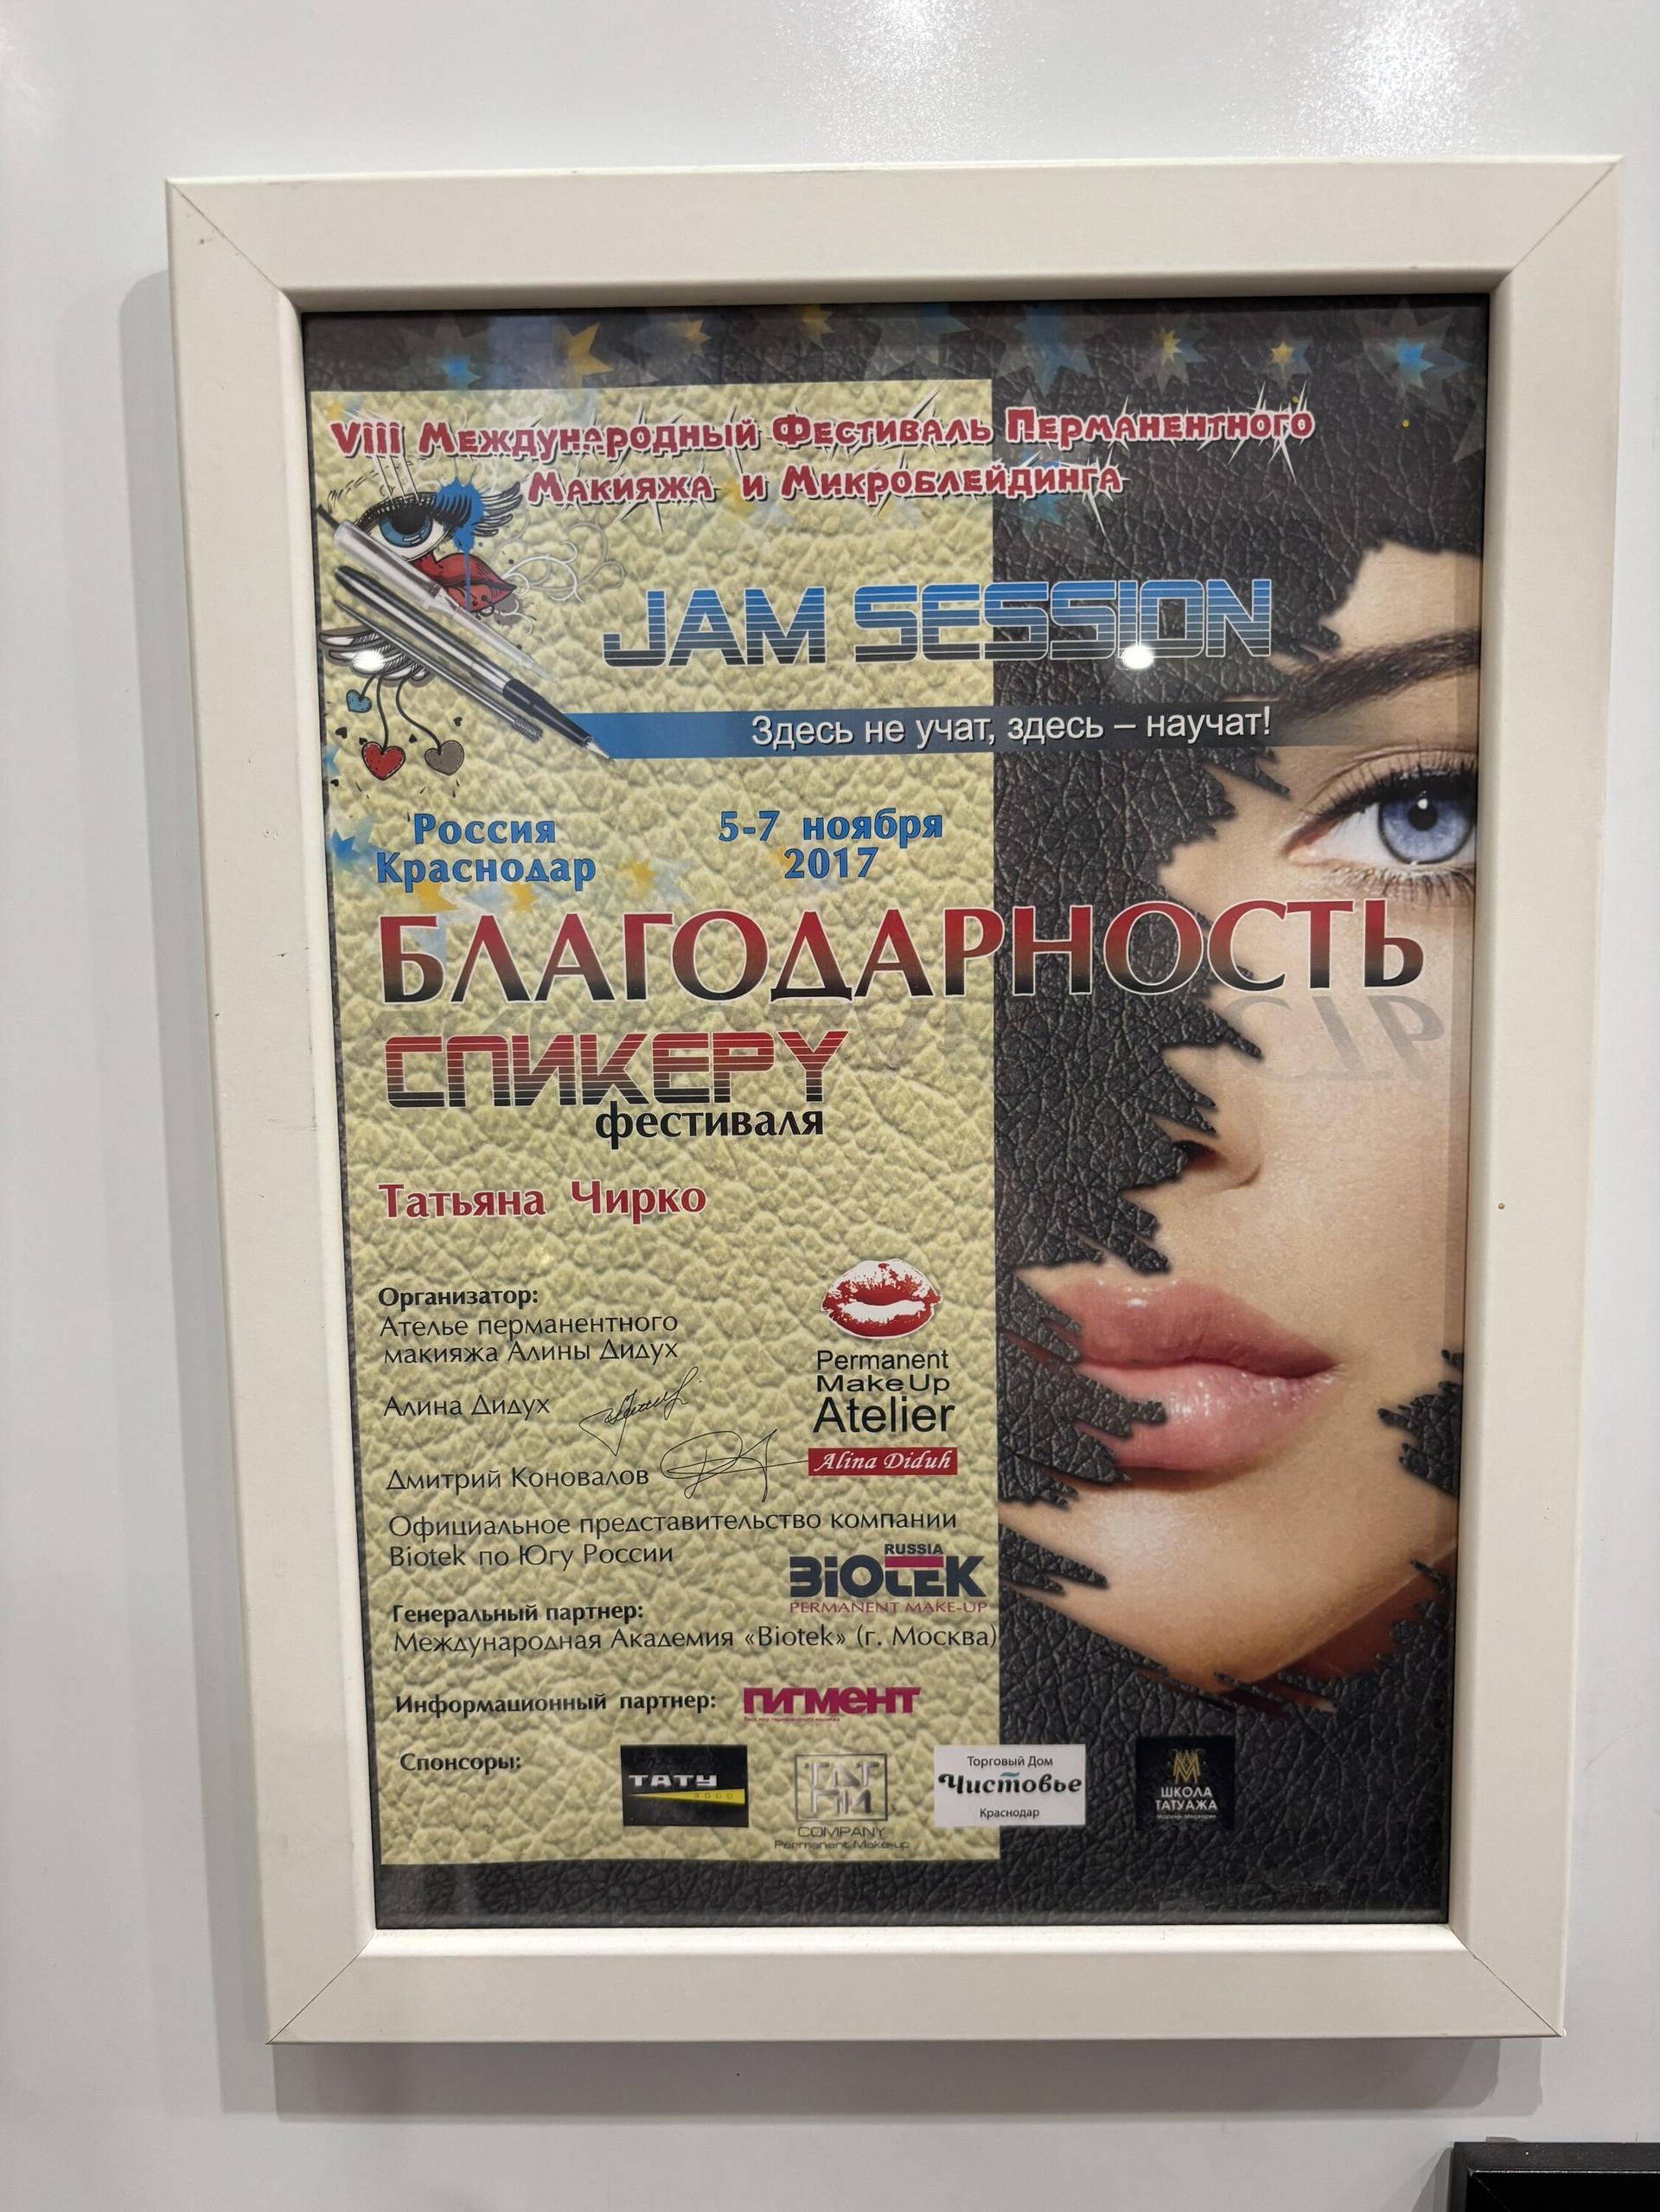 Viii Международный Фестиваль Перманентного
Макияжа и Микроблейдинга
JAM SESSION
Здесь не учат, здесь – научат!
Россия
Краснодар
5-7 ноября
2017
БЛАГОДАРНОСТЬ
СПИКЕРУ
фестиваля
Татьяна Чирко
Организатор:
Ателье перманентного
макияжа Алины Дидух
Алина Дидух
Дмитрий Коновалов
Permanent
MakeUp
Atelier
Alina Diduh
Официальное представительство компании
Biotek по Югу России
RUSSIA
BIOTEK
PERMANENT MAKE-UP
Генеральный партнер:
Международная Академия «Biotek» (г. Москва)
Информационный партнер:
ПИГМЕНТ
Спонсоры:
ТАТУ
3000
COMPANY
Permanent Make-up
Торговый Дом
Чистовье
Краснодар
ШКОЛА
ТАТУАЖА